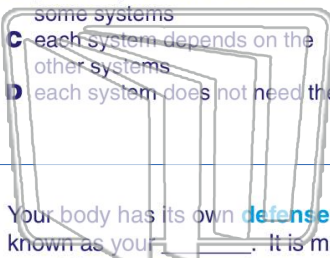 some systems
C each system depends on the
other systems
D each system does not need the
Your body has its own defense
known as your ________. It is m